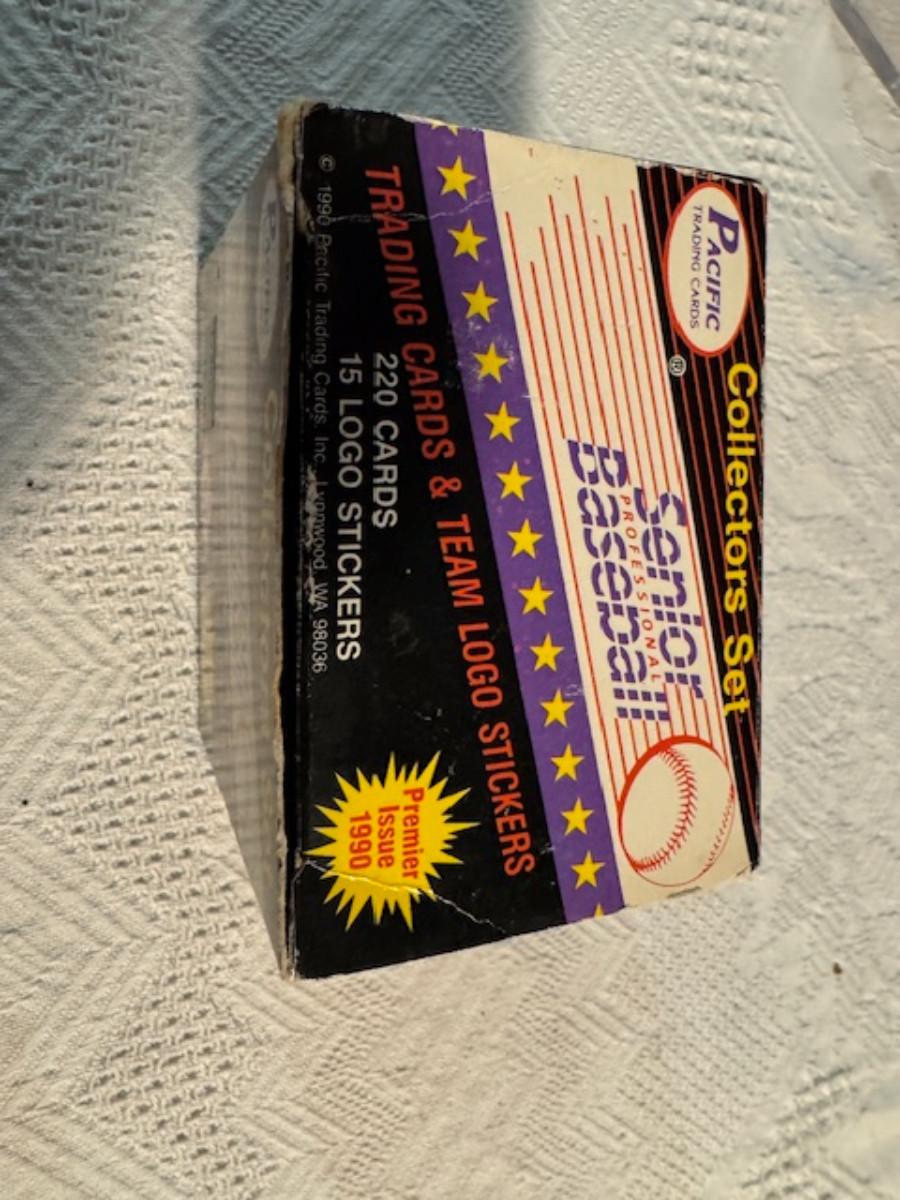 Collectors Set
PACIFIC
TRADING CARDS
®
Senior
PROFESSIONAL
Baseball
TRADING CARDS & TEAM LOGO STICKERS
220 CARDS
15 LOGO STICKERS
Premier
Issue
1990
© 1990 Pacific Trading Cards, Inc., Lynnwood, WA 98036